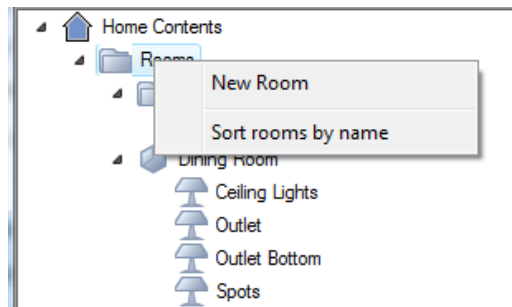 Home Contents
Rooms
New Room
Sort rooms by name
Dining Room
Ceiling Lights
Outlet
Outlet Bottom
Spots